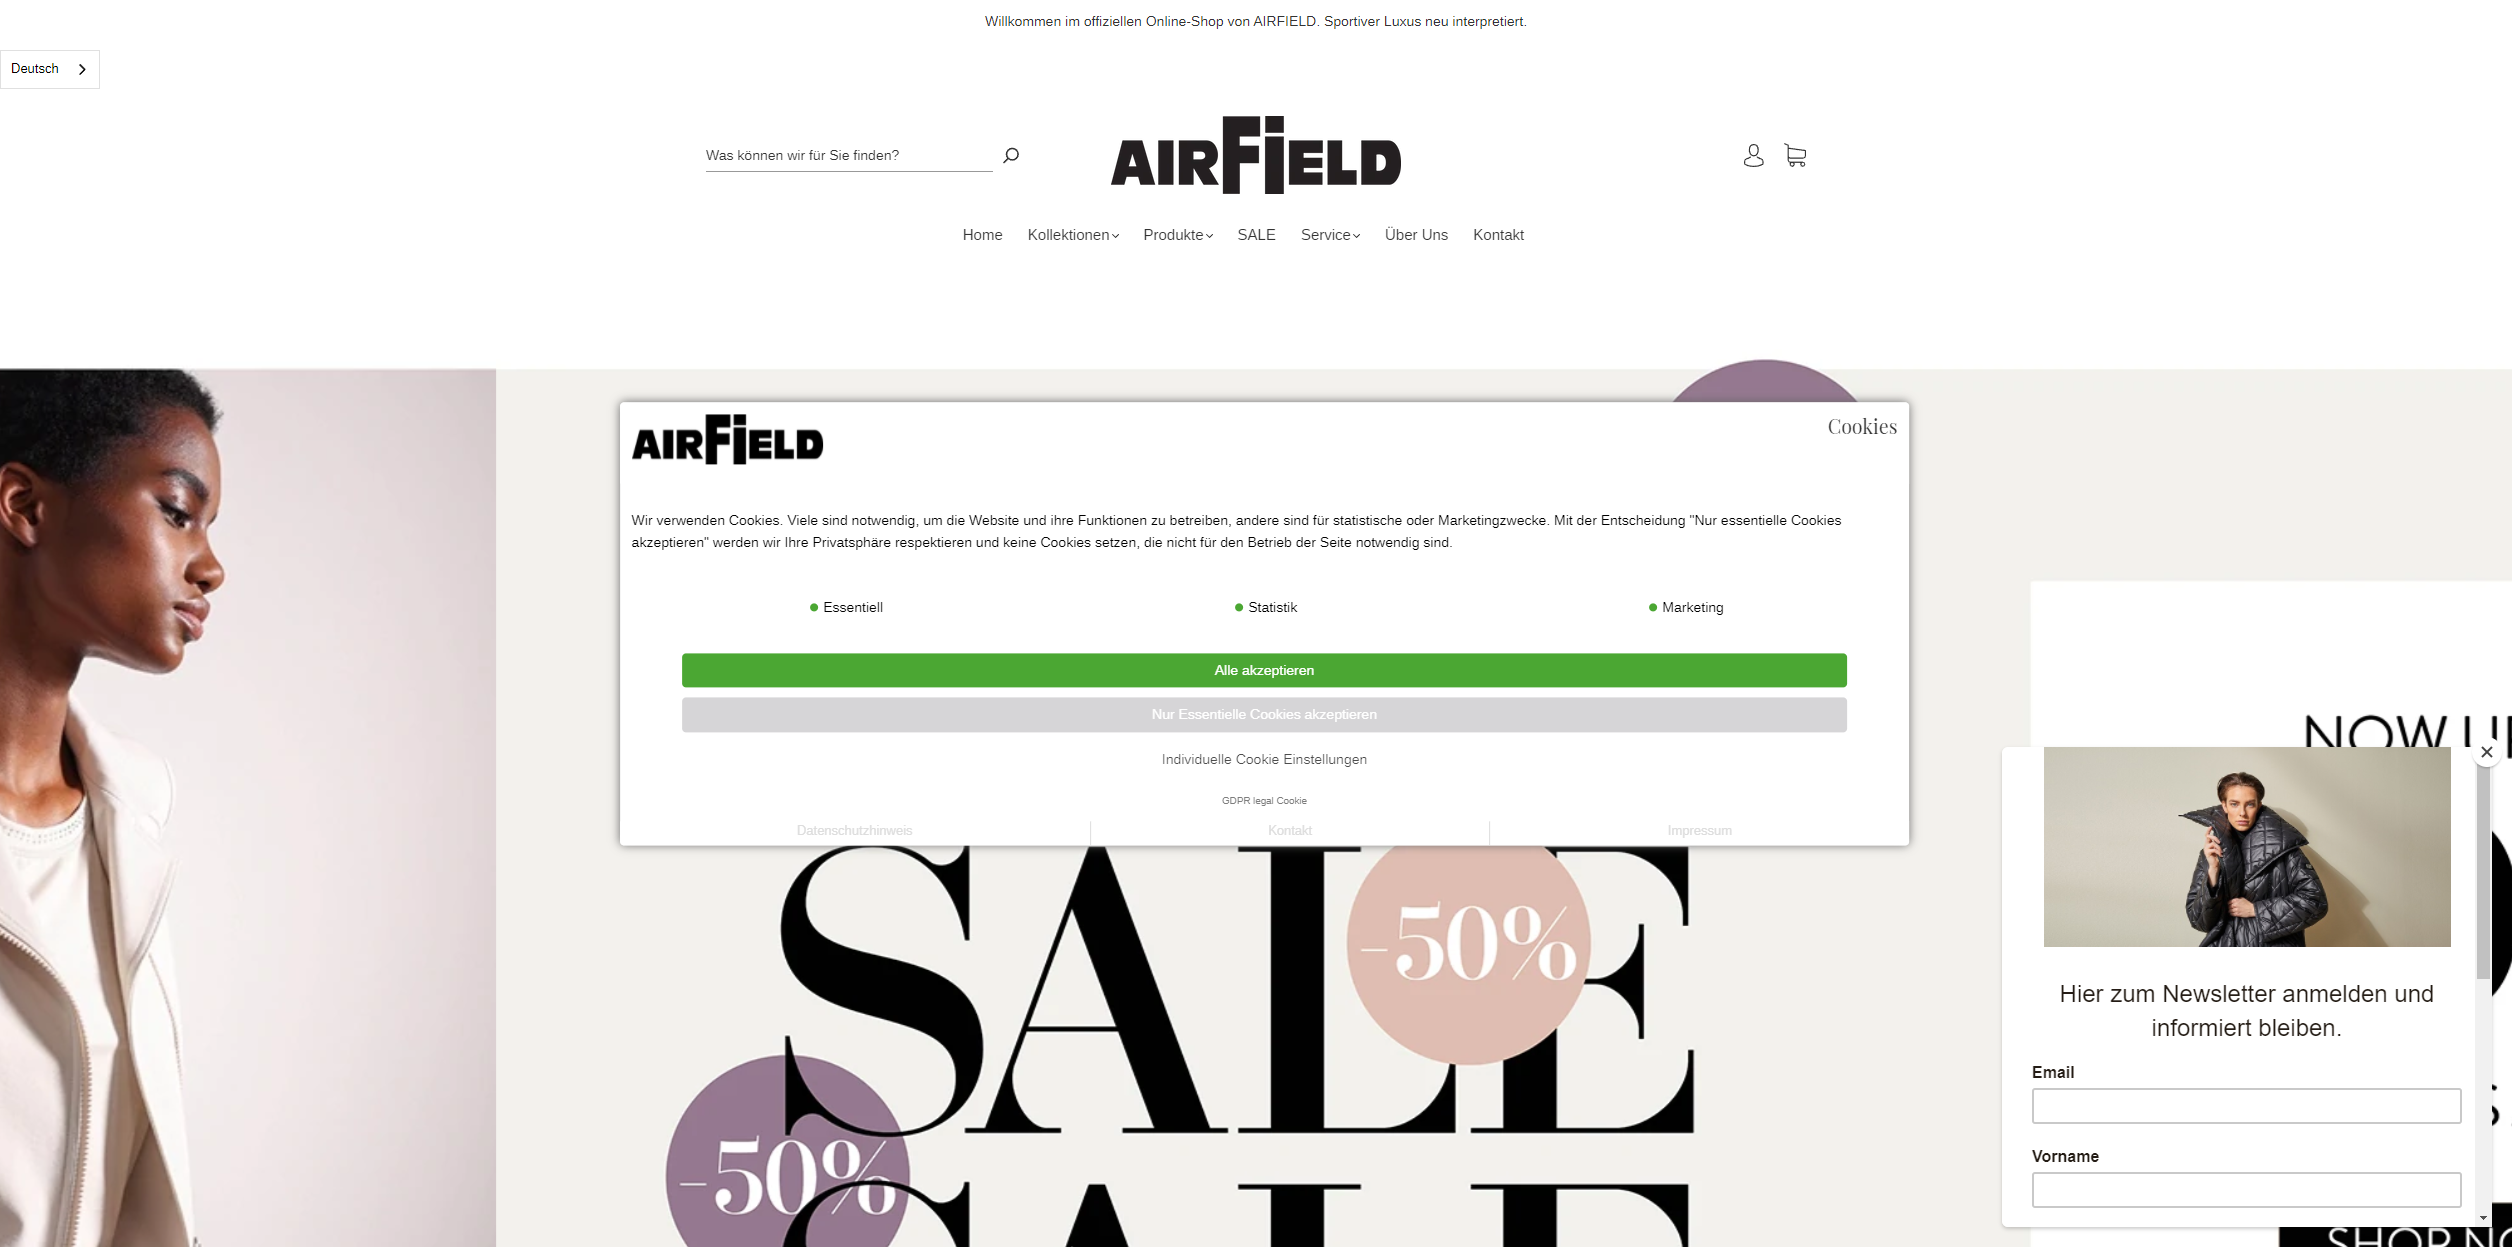 Willkommen im offiziellen Online-Shop von AIRFIELD. Sportiver Luxus neu interpretiert.
Deutsch
Was können wir für Sie finden?
AIRFIELD
Home Kollektionen Produkte SALE Service Über Uns Kontakt
AIRFIELD
Cookies
Wir verwenden Cookies. Viele sind notwendig, um die Website und ihre Funktionen zu betreiben, andere sind für statistische oder Marketingzwecke. Mit der Entscheidung "Nur essentielle Cookies
akzeptieren" werden wir Ihre Privatsphäre respektieren und keine Cookies setzen, die nicht für den Betrieb der Seite notwendig sind.
Essentiell Statistik Marketing
Alle akzeptieren
Nur Essentielle Cookies akzeptieren
Individuelle Cookie Einstellungen
GDPR legal Cookie
Datenschutzhinweis Kontakt Impressum
SALE
-50%
-50%
SALE
NOW
Hier zum Newsletter anmelden und
informiert bleiben.
Email
Vorname
SHOP